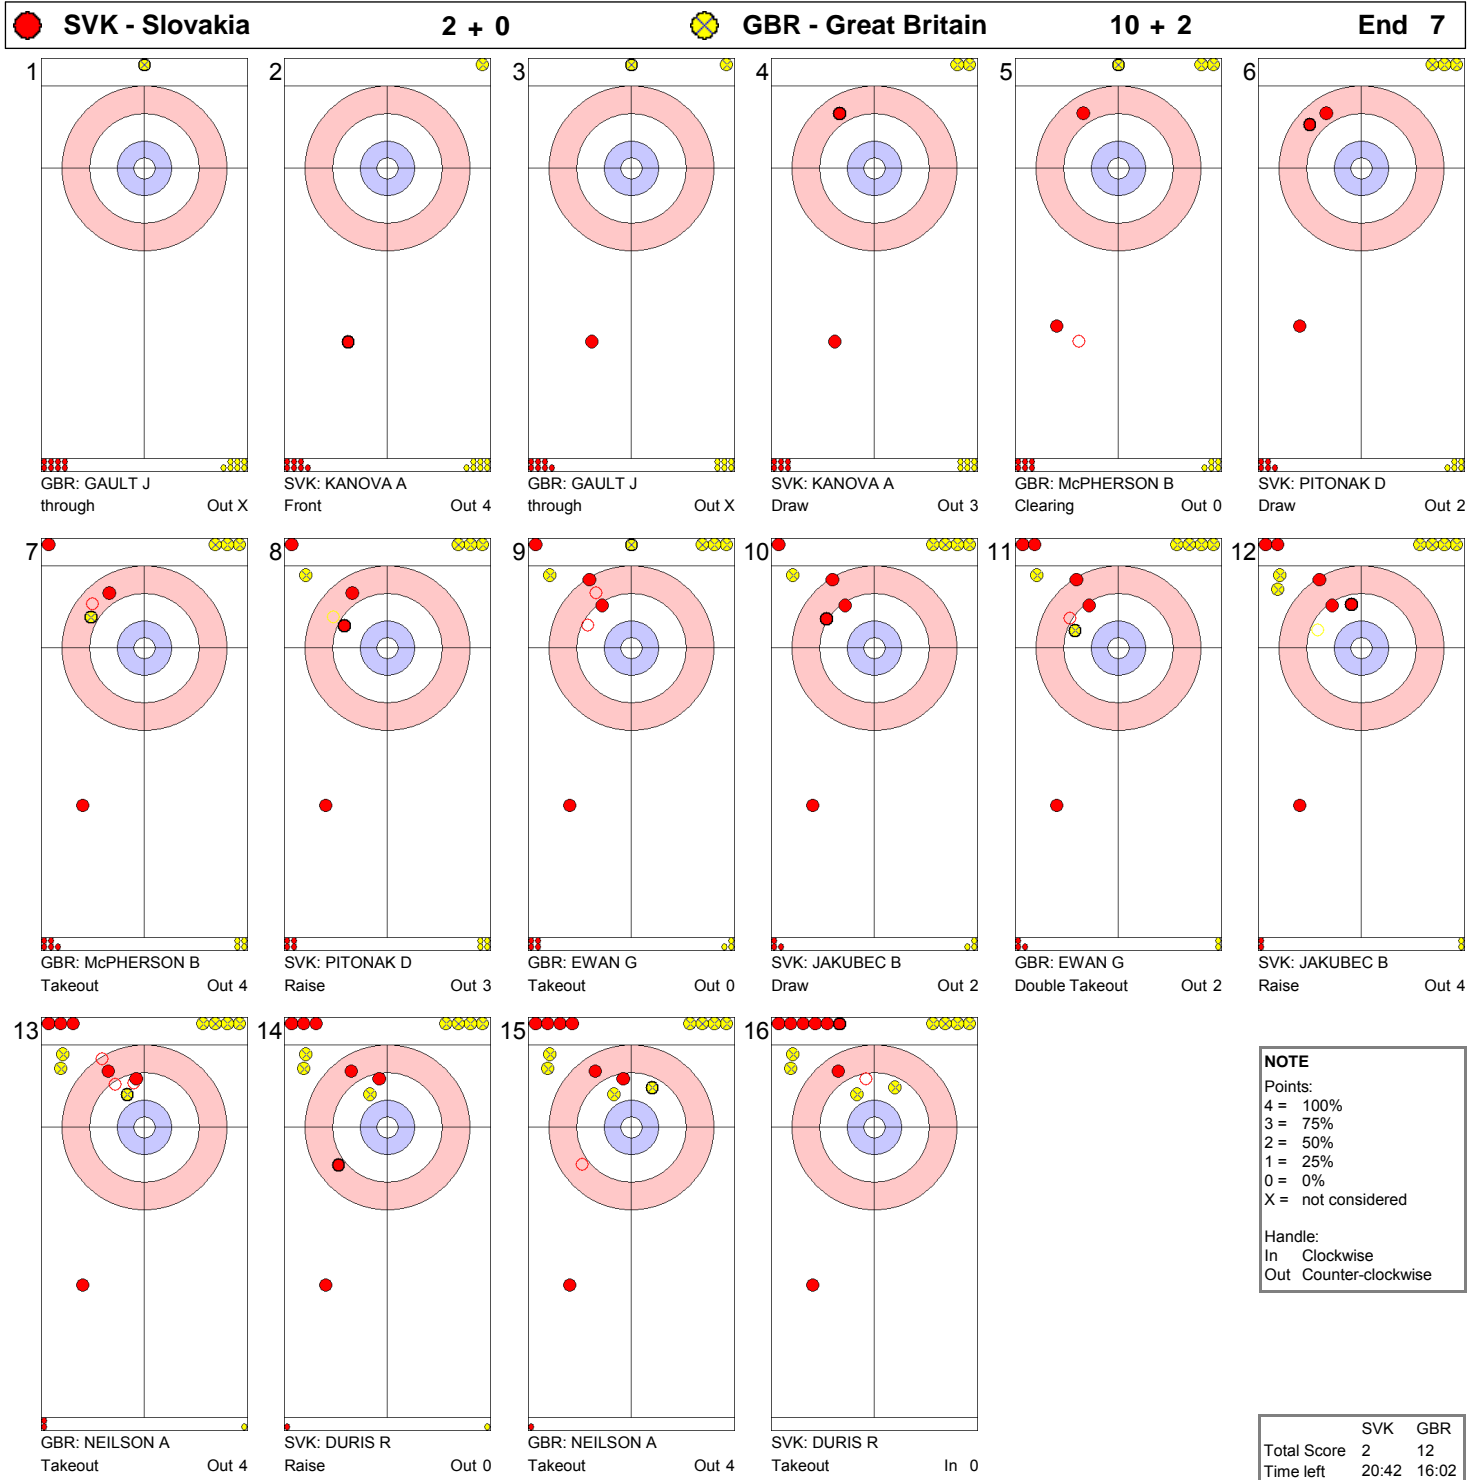 SVK - Slovakia 2 + 0 GBR - Great Britain 10 + 2 End 7
1 2 3 4 5 6
GBR: GAULT J SVK: KANOVA A GBR: GAULT J SVK: KANOVA A GBR: McPHERSON B SVK: PITONAK D
through Out X Front Out 4 through Out X Draw Out 3 Clearing Out 0 Draw Out 2
7 8 9 10 11 12
GBR: McPHERSON B SVK: PITONAK D GBR: EWAN G SVK: JAKUBEC B GBR: EWAN G SVK: JAKUBEC B
Takeout Out 4 Raise Out 3 Takeout Out 0 Draw Out 2 Double Takeout Out 2 Raise Out 4
13 14 15 16
GBR: NEILSON A SVK: DURIS R GBR: NEILSON A SVK: DURIS R
Takeout Out 4 Raise Out 0 Takeout Out 4 Takeout In 0
NOTE
Points:
4 = 100%
3 = 75%
2 = 50%
1 = 25%
0 = 0%
X = not considered
Handle:
In Clockwise
Out Counter-clockwise
SVK GBR
Total Score 2 12
Time left 20:42 16:02